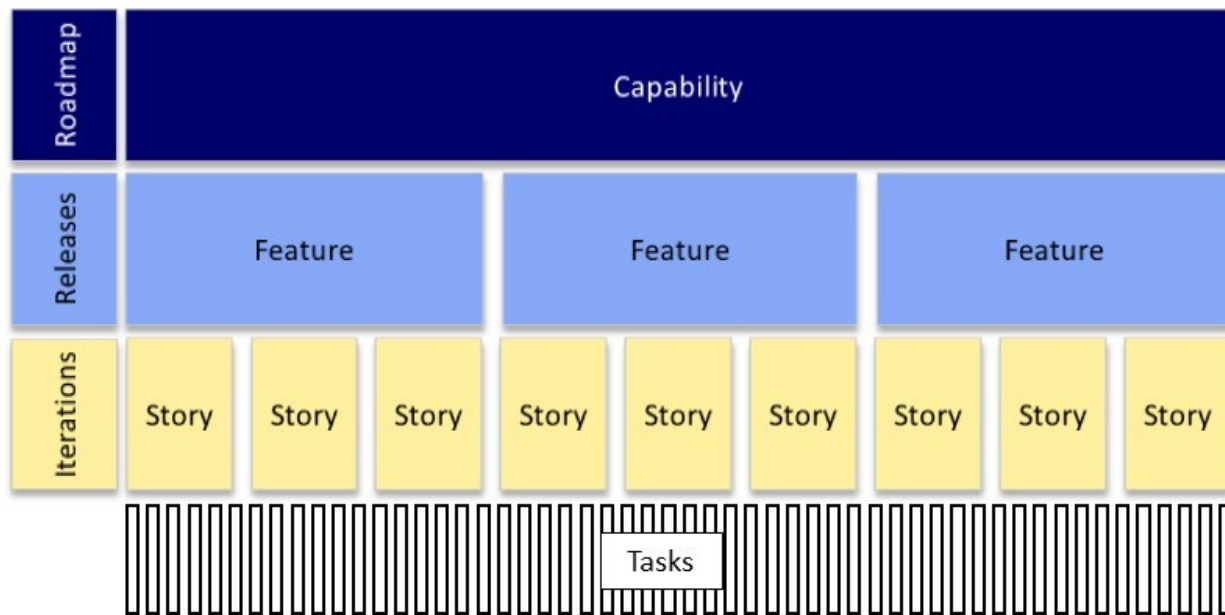 Roadmap
Capability
Releases
Feature Feature Feature
Iterations
Story Story Story Story Story Story Story Story Story
Tasks